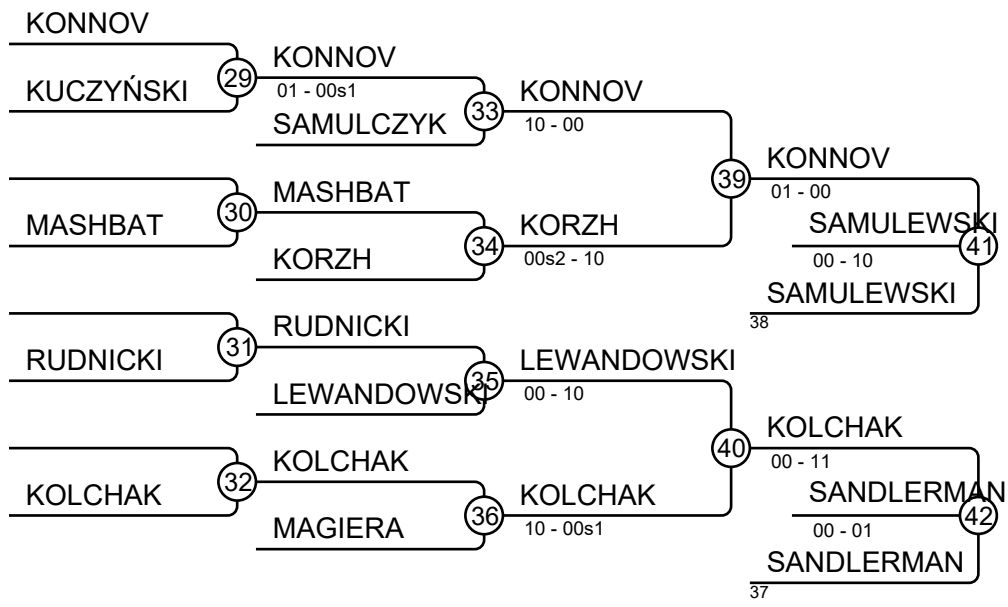 KONNOV
KUCZYŃSKI
29
KONNOV
01 - 00s1
SAMULCZYK
33
KONNOV
10 - 00
MASHBAT
30
MASHBAT
KORZH
34
KORZH
00s2 - 10
39
KONNOV
01 - 00
SAMULEWSKI
00 - 10
41
SAMULEWSKI
38
RUDNICKI
31
RUDNICKI
LEWANDOWSKI
35
LEWANDOWSKI
00 - 10
KOLCHAK
32
KOLCHAK
MAGIERA
36
KOLCHAK
10 - 00s1
40
KOLCHAK
00 - 11
SANDLERMAN
00 - 01
42
SANDLERMAN
37